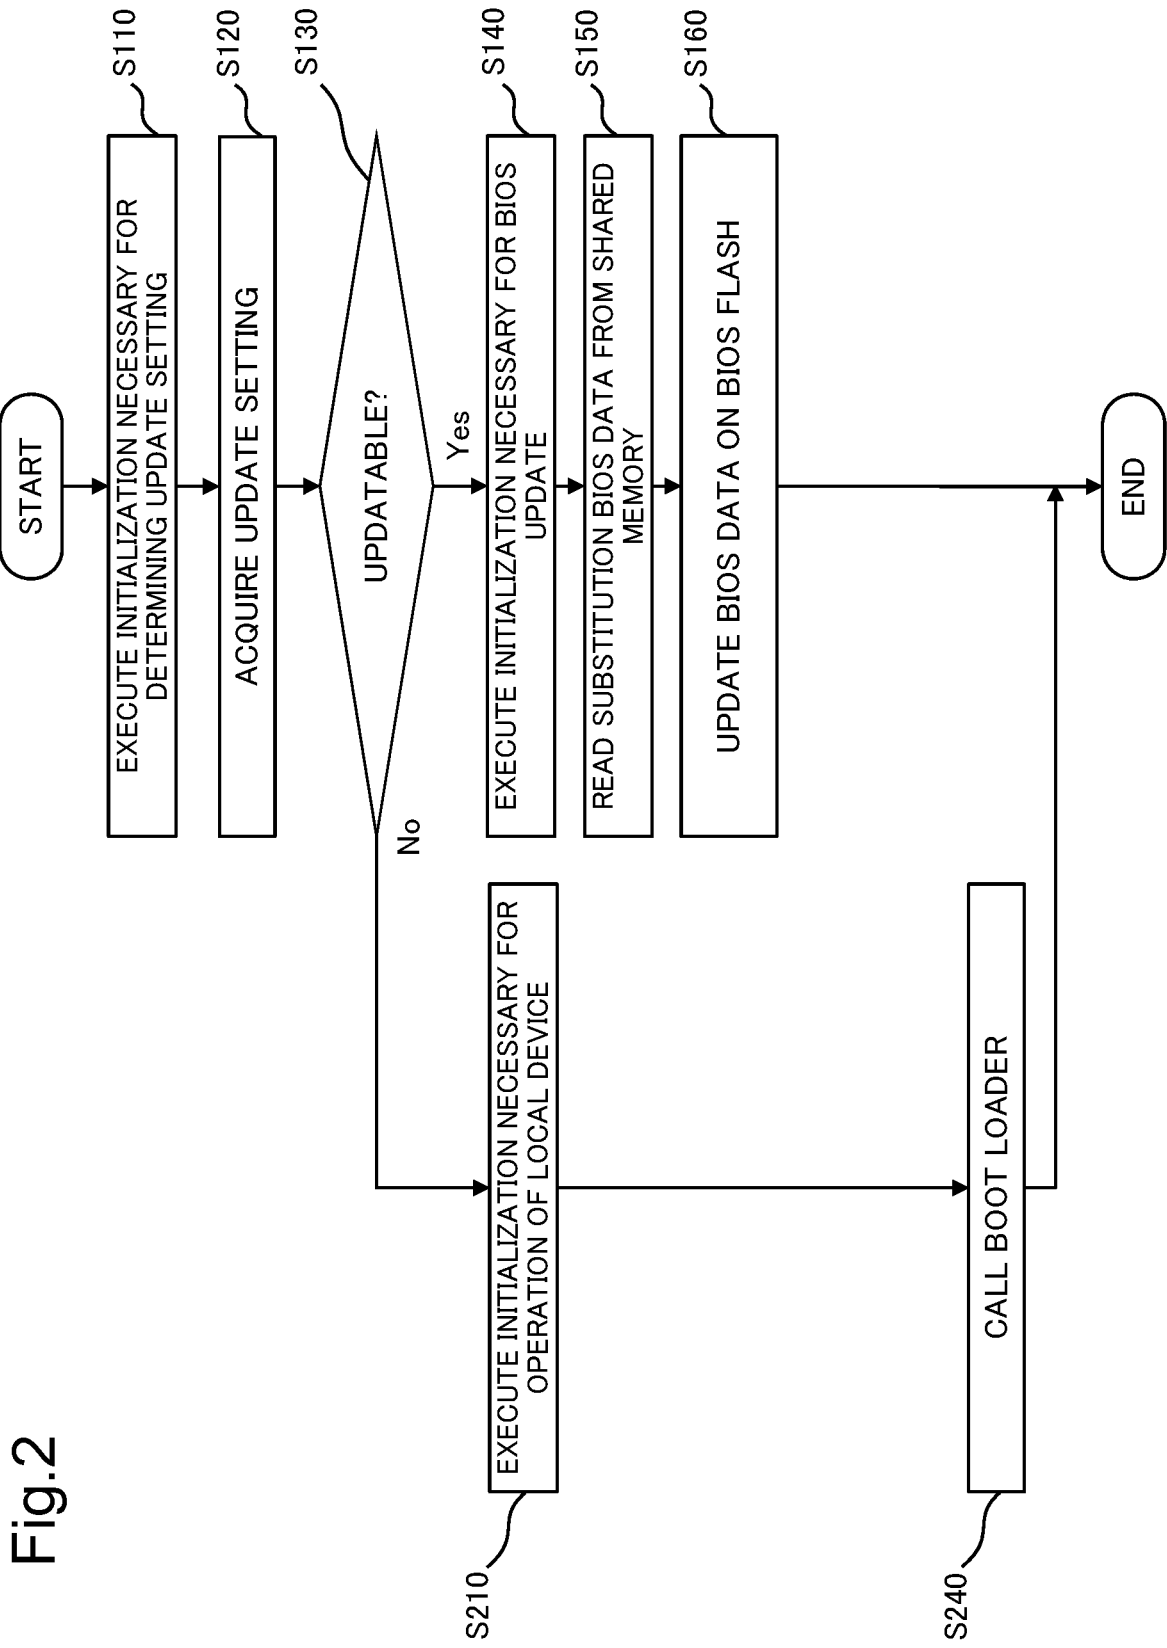 Fig.2
START
EXECUTE INITIALIZATION NECESSARY FOR
DETERMINING UPDATE SETTING
S110
ACQUIRE UPDATE SETTING
S120
UPDATABLE?
S130
No
Yes
EXECUTE INITIALIZATION NECESSARY FOR BIOS
UPDATE
S140
READ SUBSTITUTION BIOS DATA FROM SHARED
MEMORY
S150
UPDATE BIOS DATA ON BIOS FLASH
S160
S210
EXECUTE INITIALIZATION NECESSARY FOR
OPERATION OF LOCAL DEVICE
S240
CALL BOOT LOADER
END